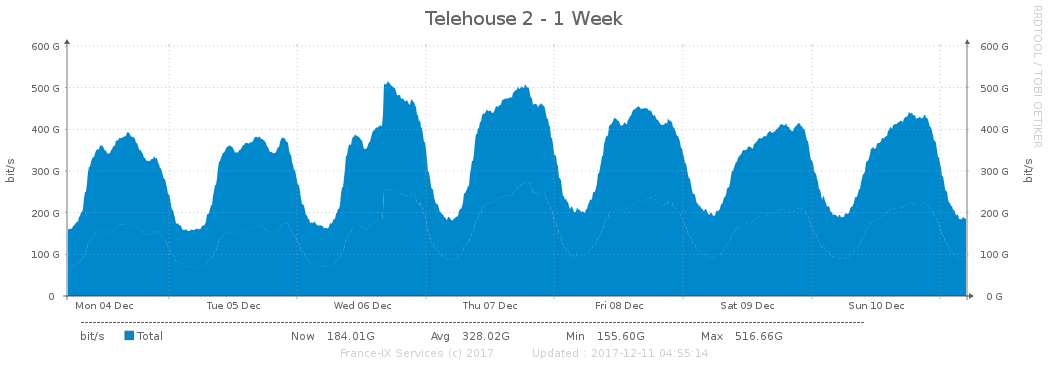 Telehouse 2 - 1 Week
RRDTOOL / TOBI OETIKER
600 G 600 G
500 G 500 G
400 G 400 G
300 G 300 G
200 G 200 G
100 G 100 G
0 0 G
bit/s bit/s
Mon 04 Dec Tue 05 Dec Wed 06 Dec Thu 07 Dec Fri 08 Dec Sat 09 Dec Sun 10 Dec
bit/s Total Now 184.01G Avg 328.02G Min 155.60G Max 516.66G
France-IX Services (c) 2017 Updated : 2017-12-11 04:55:14